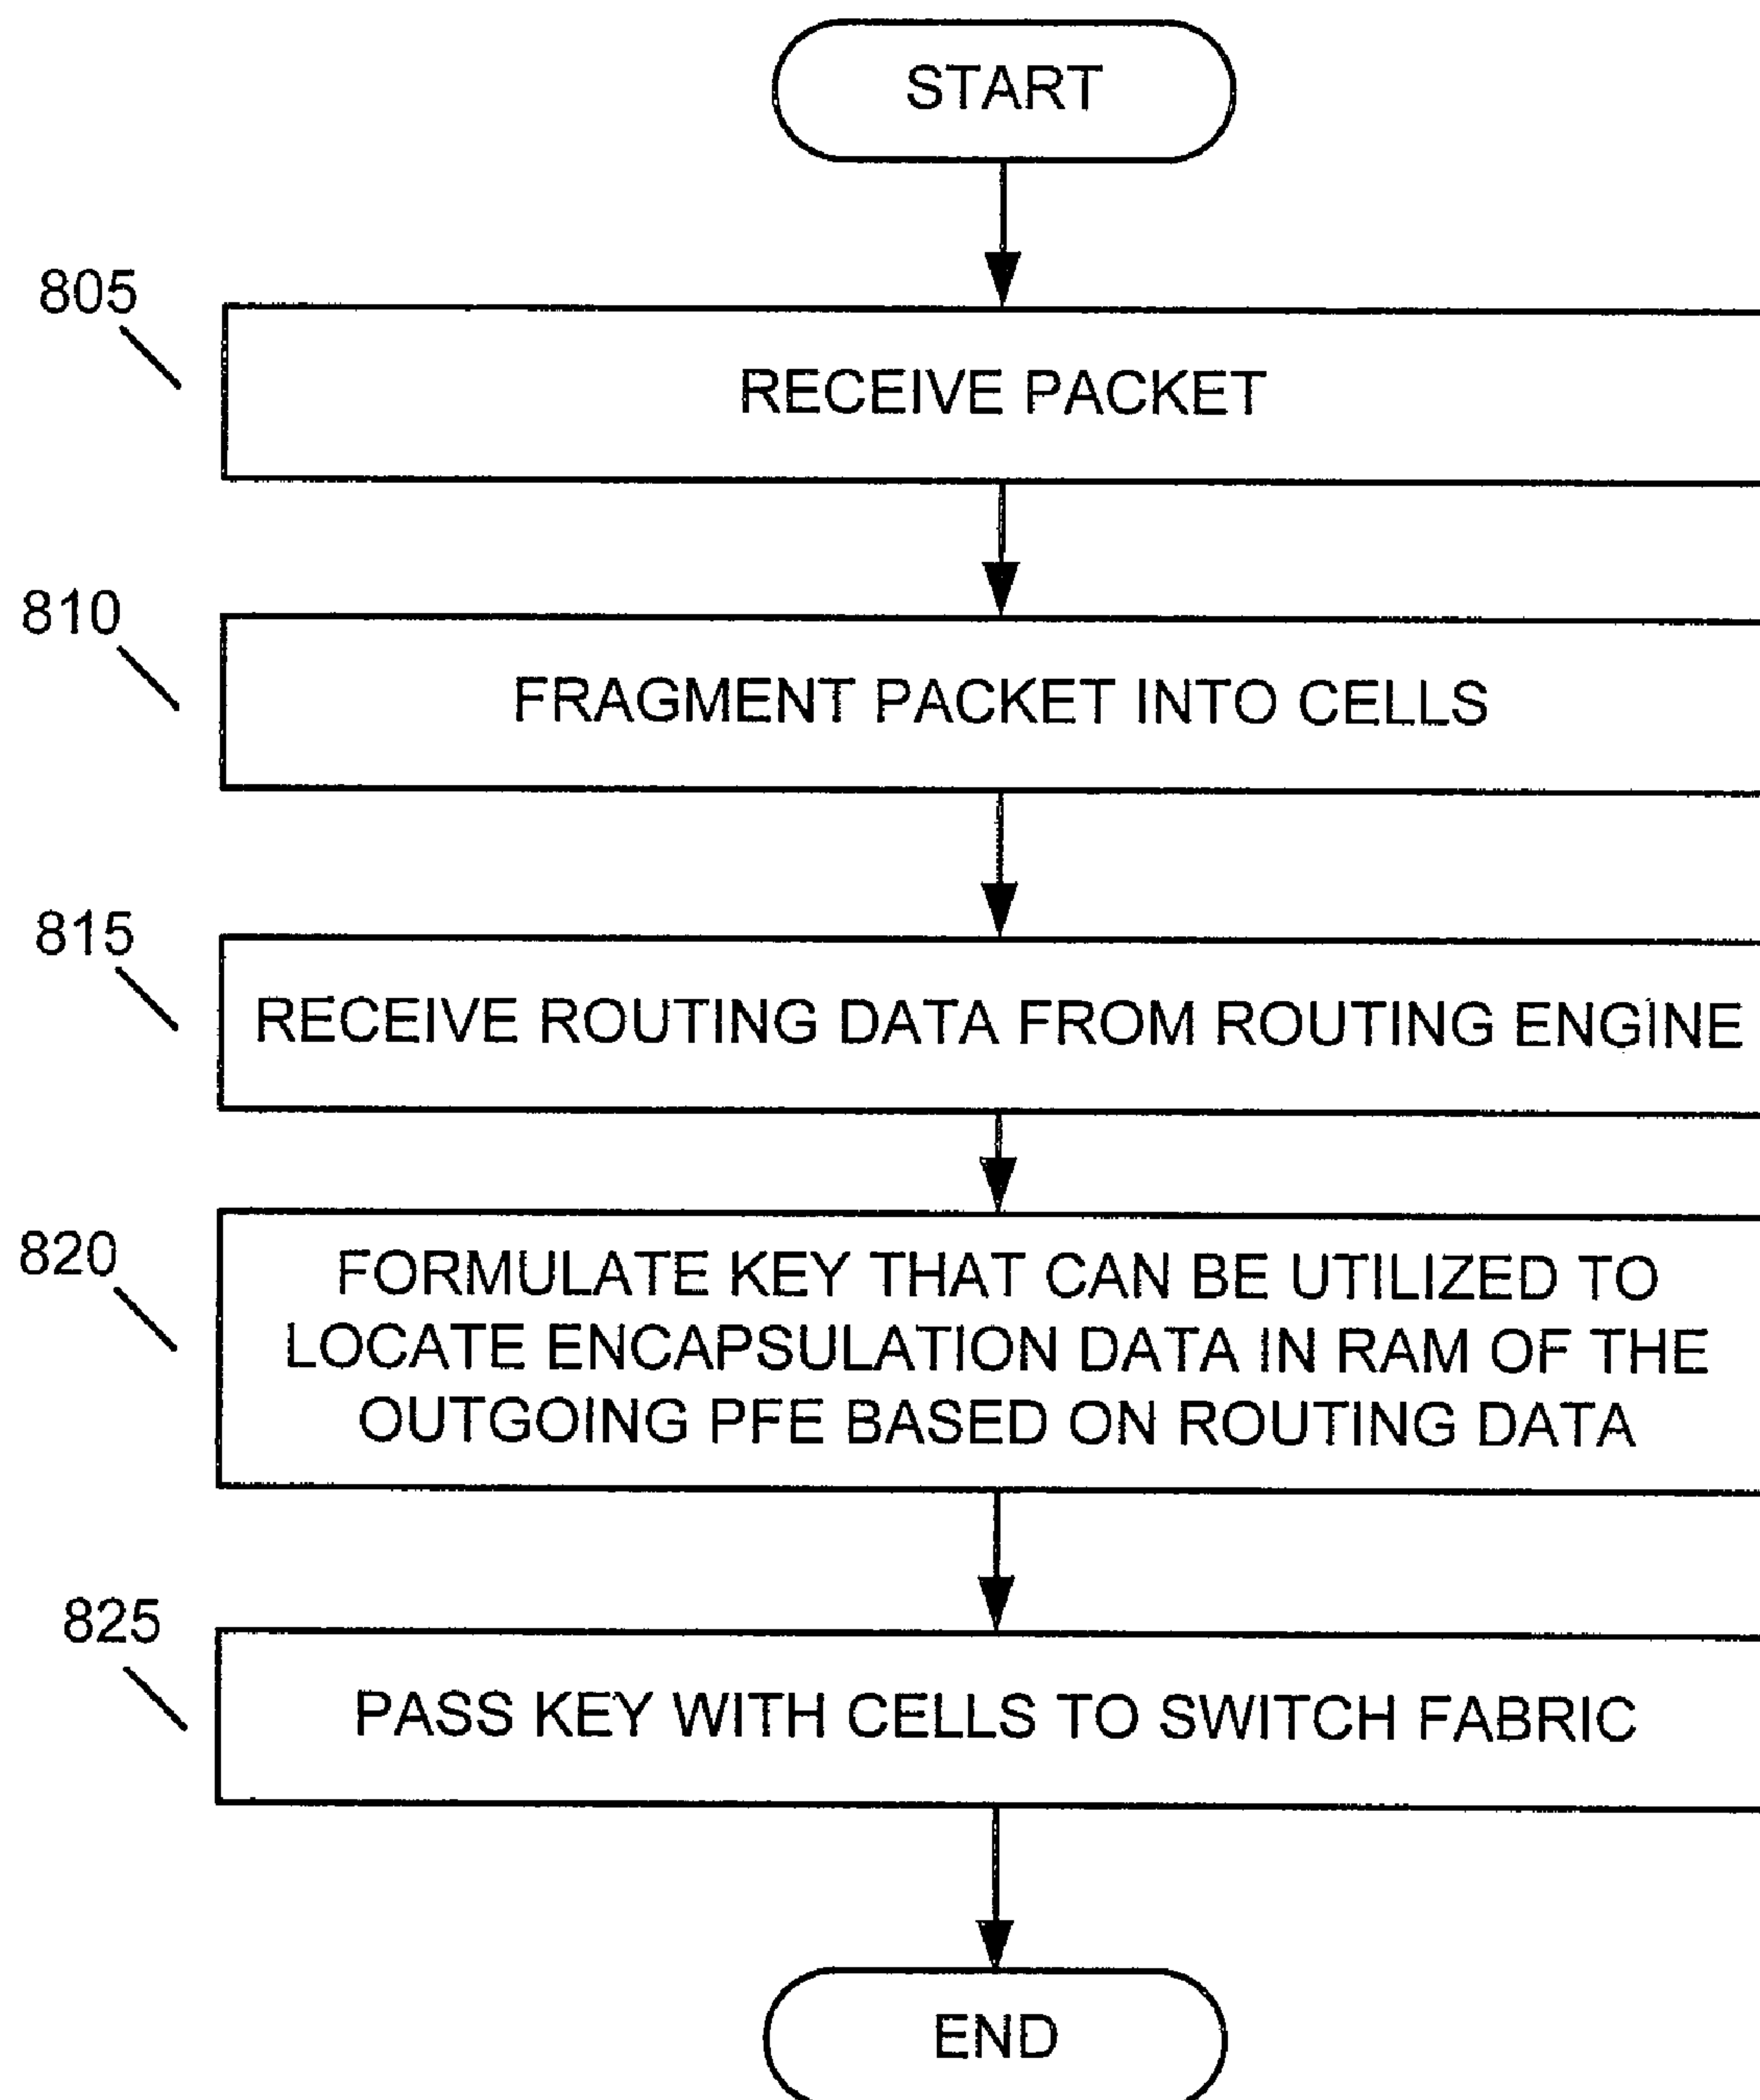 START
805
RECEIVE PACKET
810
FRAGMENT PACKET INTO CELLS
815
RECEIVE ROUTING DATA FROM ROUTING ENGINE
820
FORMULATE KEY THAT CAN BE UTILIZED TO
LOCATE ENCAPSULATION DATA IN RAM OF THE
OUTGOING PFE BASED ON ROUTING DATA
825
PASS KEY WITH CELLS TO SWITCH FABRIC
END